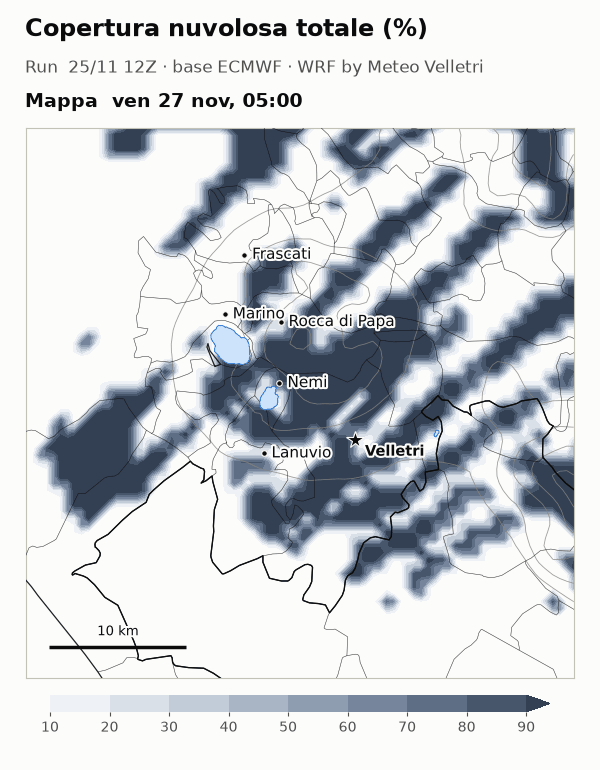 Copertura nuvolosa totale (%)
Run  25/11 12Z · base ECMWF · WRF by Meteo Velletri
Mappa  ven 27 nov, 05:00
Frascati
Marino
Rocca di Papa
Nemi
Velletri
Lanuvio
10 km
10 20 30 40 50 60 70 80 90